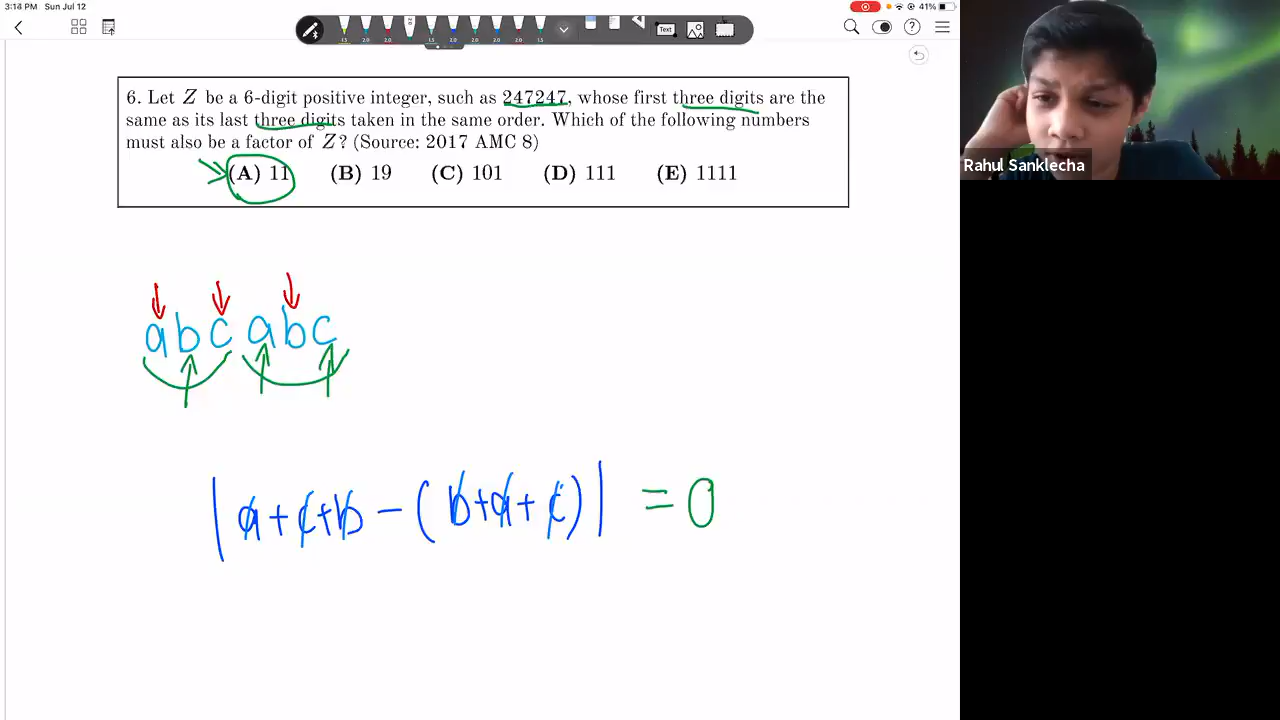 3:14 PM Sun Jul 12
41%
Text
6. Let Z be a 6-digit positive integer, such as 247247, whose first three digits are the
same as its last three digits taken in the same order. Which of the following numbers
must also be a factor of Z? (Source: 2017 AMC 8)
(A) 11 (B) 19 (C) 101 (D) 111 (E) 1111
Rahul Sanklecha
abc abc
|a+c+b-(b+a+c)| = 0